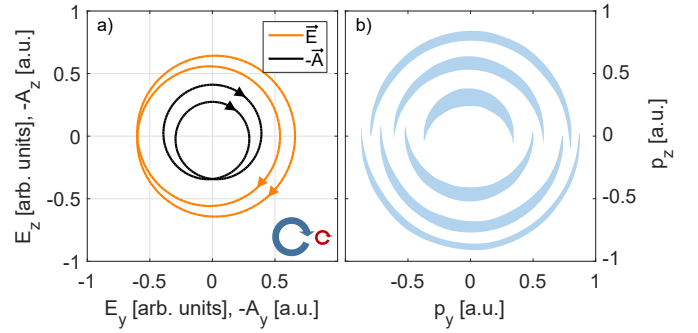 a)
E⃗
-A⃗
1
0.5
0
-0.5
-1
E_z [arb. units], -A_z [a.u.]
-1
-0.5
0
0.5
1
E_y [arb. units], -A_y [a.u.]
b)
-0.5
0
0.5
1
p_y [a.u.]
1
0.5
0
-0.5
-1
p_z [a.u.]